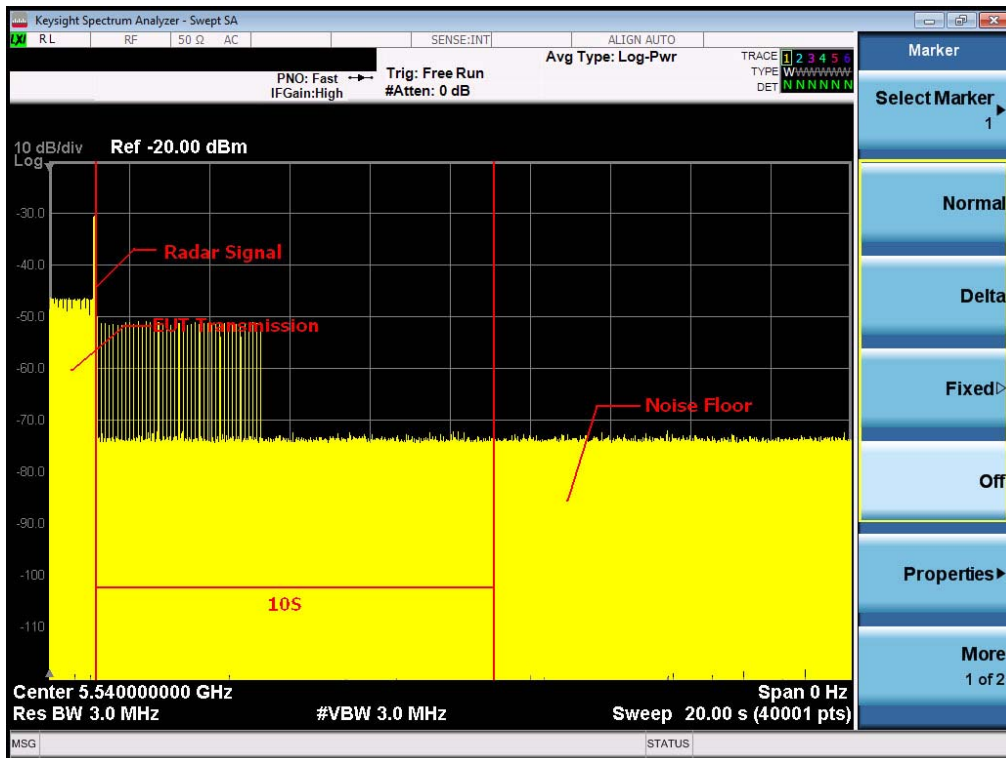 Keysight Spectrum Analyzer - Swept SA
LXI RL RF 50 Ω AC SENSE:INT ALIGN AUTO
Marker
Avg Type: Log-Pwr
TRACE 1 2 3 4 5 6
PNO: Fast Trig: Free Run
TYPE WWWWWW
IFGain:High #Atten: 0 dB
DET N N N N N N
Select Marker
1
10 dB/div Ref -20.00 dBm
Log
Normal
-30.0
Radar Signal
-40.0
Delta
-50.0
EUT Transmission
-60.0
Fixed
Noise Floor
-70.0
-80.0
Off
-90.0
-100
Properties
10S
-110
More
1 of 2
Center 5.540000000 GHz Span 0 Hz
Res BW 3.0 MHz #VBW 3.0 MHz Sweep 20.00 s (40001 pts)
MSG STATUS